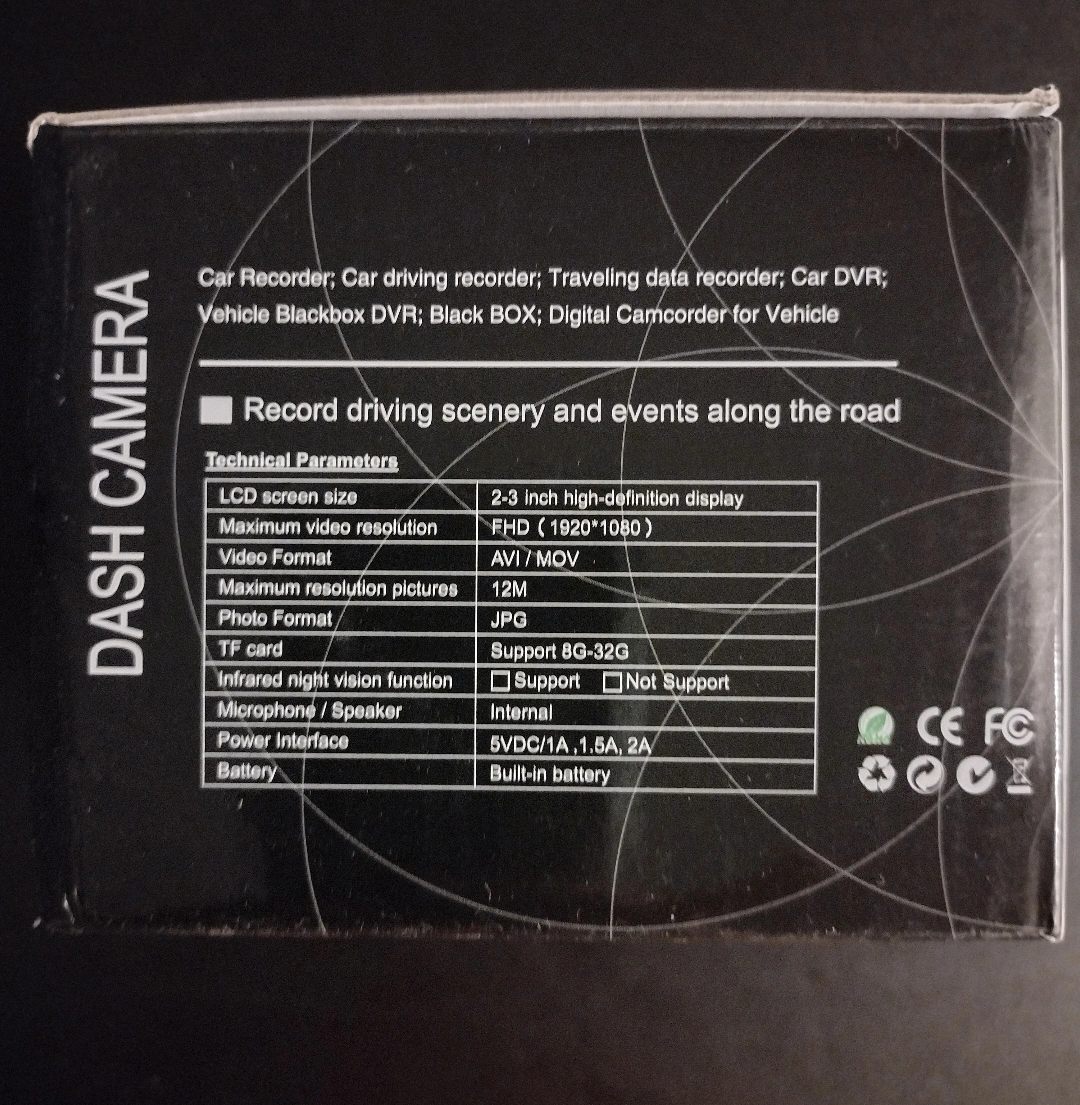 DASH CAMERA
Car Recorder; Car driving recorder; Traveling data recorder; Car DVR;
Vehicle Blackbox DVR; Black BOX; Digital Camcorder for Vehicle
Record driving scenery and events along the road
Technical Parameters
LCD screen size 2-3 inch high-definition display
Maximum video resolution FHD ( 1920*1080 )
Video Format AVI / MOV
Maximum resolution pictures 12M
Photo Format JPG
TF card Support 8G-32G
Infrared night vision function □ Support □ Not Support
Microphone / Speaker Internal
Power Interface 5VDC/1A ,1.5A, 2A
Battery Built-in battery
CE FC